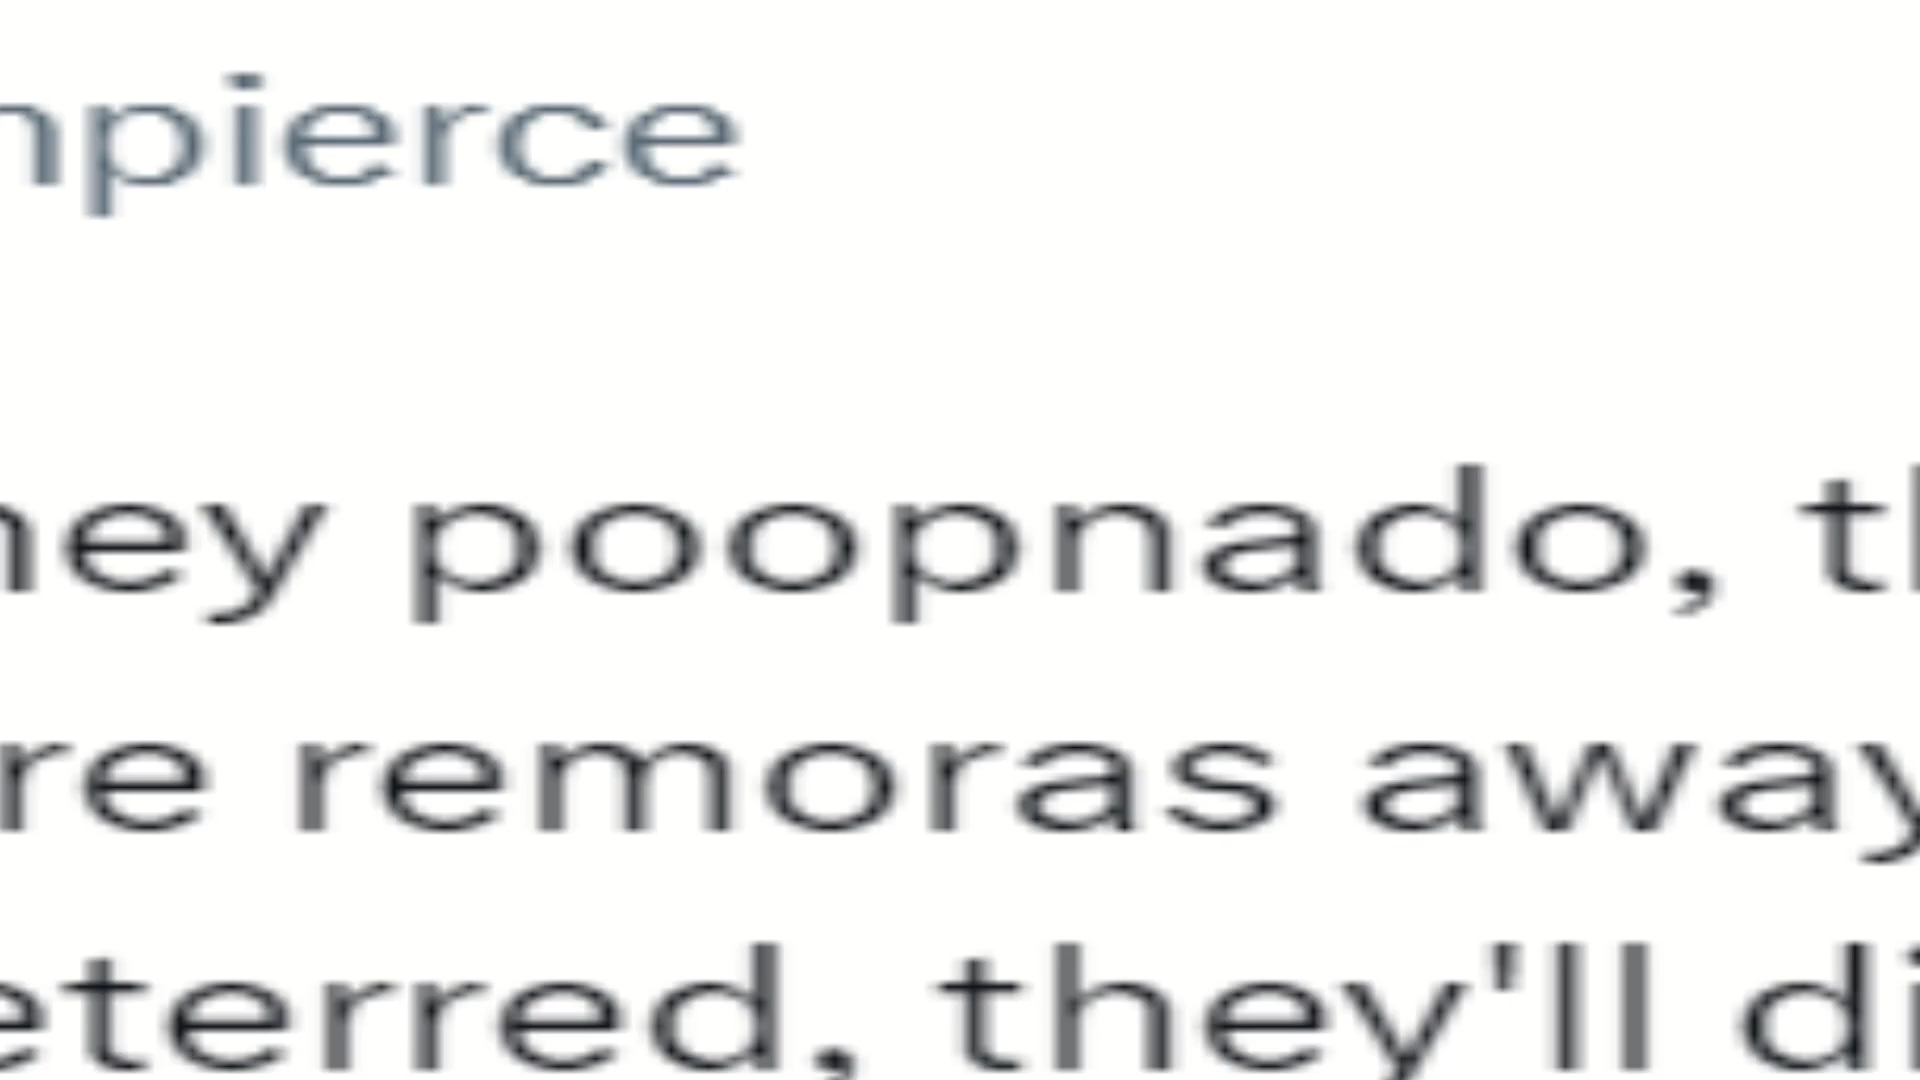 npierce
hey poopnado, th
re remoras away
eterred, they'll di